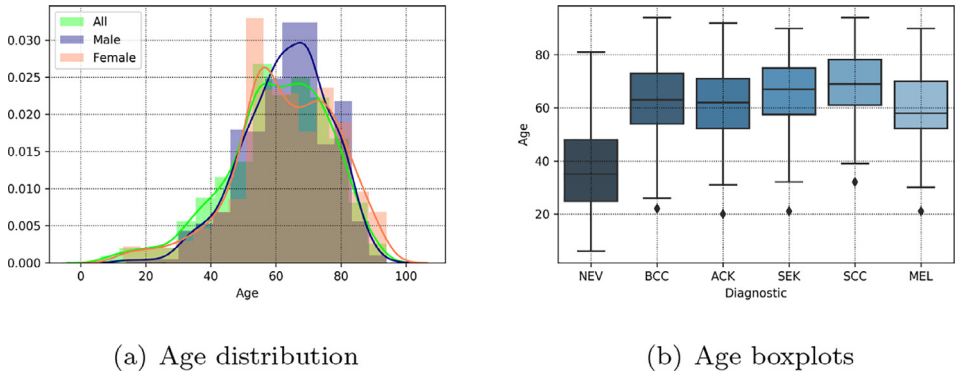 All
Male
Female
0.030
0.025
0.020
0.015
0.010
0.005
0.000
0 20 40 60 80 100
Age
(a) Age distribution
Age
80
60
40
20
NEV BCC ACK SEK SCC MEL
Diagnostic
(b) Age boxplots